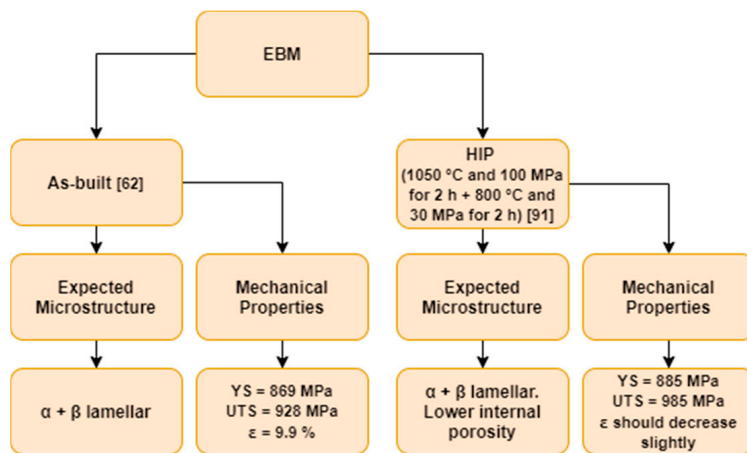 EBM
As-built [62]
HIP
(1050 °C and 100 MPa
for 2 h + 800 °C and
30 MPa for 2 h) [91]
Expected
Microstructure
Mechanical
Properties
Expected
Microstructure
Mechanical
Properties
α + β lamellar
YS = 869 MPa
UTS = 928 MPa
ε = 9.9 %
α + β lamellar.
Lower internal
porosity
YS = 885 MPa
UTS = 985 MPa
ε should decrease
slightly